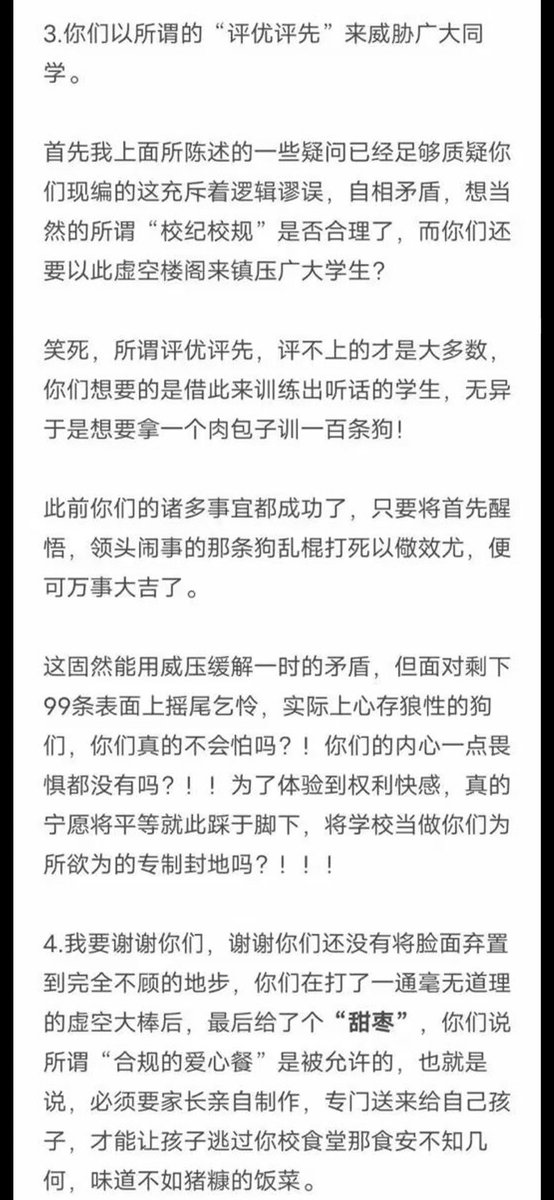 3.你们以所谓的“评优评先”来威胁广大同
学。
首先我上面所陈述的一些疑问已经足够质疑你
们现编的这充斥着逻辑谬误，自相矛盾，想当
然的所谓“校纪校规”是否合理了，而你们还
要以此虚空楼阁来镇压广大学生？
笑死，所谓评优评先，评不上的才是大多数，
你们想要的是借此来训练出听话的学生，无异
于是想要拿一个肉包子训一百条狗！
此前你们的诸多事宜都成功了，只要将首先醒
悟，领头闹事的那条狗乱棍打死以儆效尤，便
可万事大吉了。
这固然能用威压缓解一时的矛盾，但面对剩下
99条表面上摇尾乞怜，实际上心存狼性的狗
们，你们真的不会怕吗？！你们的内心一点畏
惧都没有吗？！！为了体验到权利快感，真的
宁愿将平等就此踩于脚下，将学校当做你们为
所欲为的专制封地吗？！！！
4.我要谢谢你们，谢谢你们还没有将脸面弃置
到完全不顾的地步，你们在打了一通毫无道理
的虚空大棒后，最后给了个“甜枣”，你们说
所谓“合规的爱心餐”是被允许的，也就是
说，必须要家长亲自制作，专门送来给自己孩
子，才能让孩子逃过你校食堂那食安不知几
何，味道不如猪糠的饭菜。